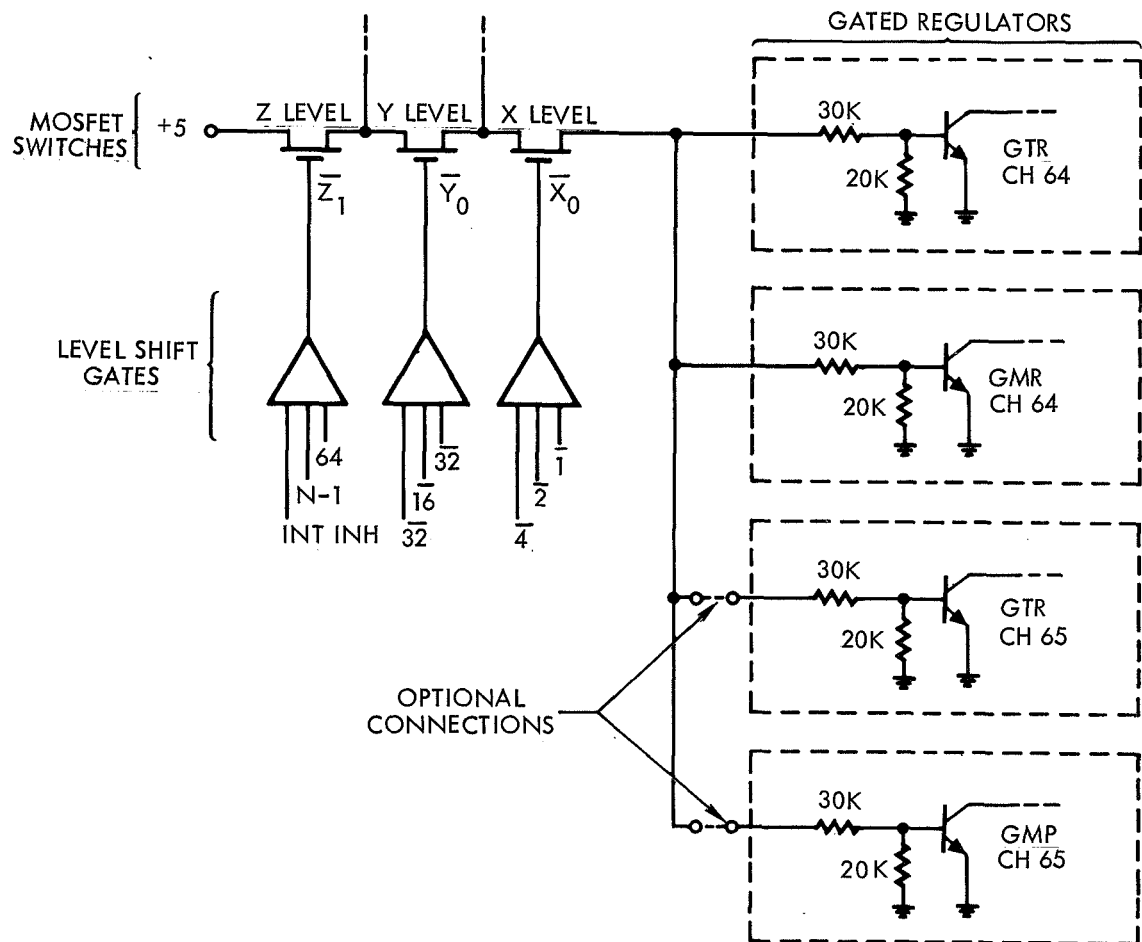 GATED REGULATORS
MOSFET
SWITCHES
+5
Z LEVEL
Y LEVEL
X LEVEL
Z̅1
Y̅0
X̅0
30K
20K
GTR
CH 64
LEVEL SHIFT
GATES
64
N-1
INT INH
3̅2̅
1̅6̅
3̅2̅
1̅
2̅
4̅
30K
20K
GMR
CH 64
30K
20K
GTR
CH 65
OPTIONAL
CONNECTIONS
30K
20K
GMP
CH 65